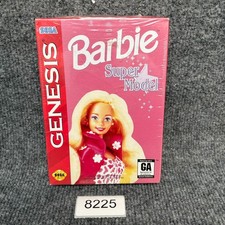 SEGA
GENESIS
Barbie
Super
Model
SEGA
GA
8225